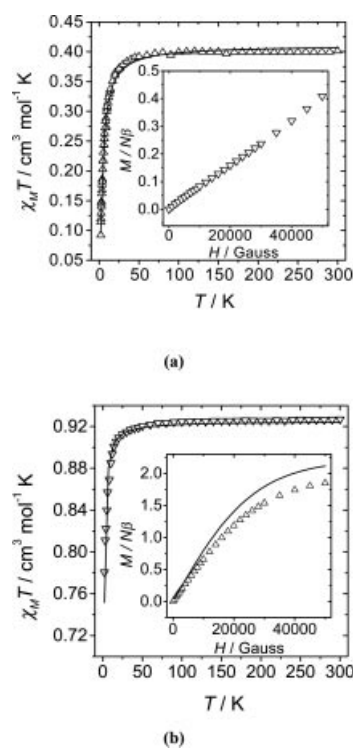 0.45
0.40
0.35
0.30
0.25
0.20
0.15
0.10
0.05
χMT / cm³ mol⁻¹ K
0.5
0.4
0.3
0.2
0.1
0.0
M / Nβ
0 20000 40000
H / Gauss
0 50 100 150 200 250 300
T / K
(a)
0.92
0.88
0.84
0.80
0.76
0.72
χMT / cm³ mol⁻¹ K
2.0
1.5
1.0
0.5
0.0
M / Nβ
0 20000 40000
H / Gauss
0 50 100 150 200 250 300
T / K
(b)